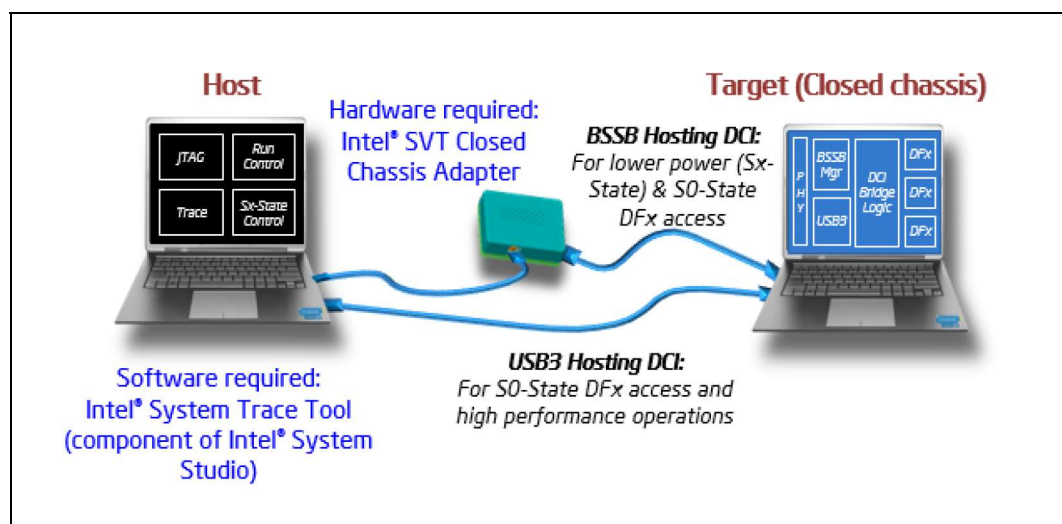 Host
Target (Closed chassis)
Hardware required:
Intel® SVT Closed
Chassis Adapter
BSSB Hosting DCI:
For lower power (Sx-
State) & S0-State
DFx access
JTAG
Run
Control
Trace
Sx-State
Control
P
H
Y
BSSB
Mgr
USB3
DCI
Bridge
Logic
DFx
DFx
DFx
USB3 Hosting DCI:
For S0-State DFx access and
high performance operations
Software required:
Intel® System Trace Tool
(component of Intel® System
Studio)